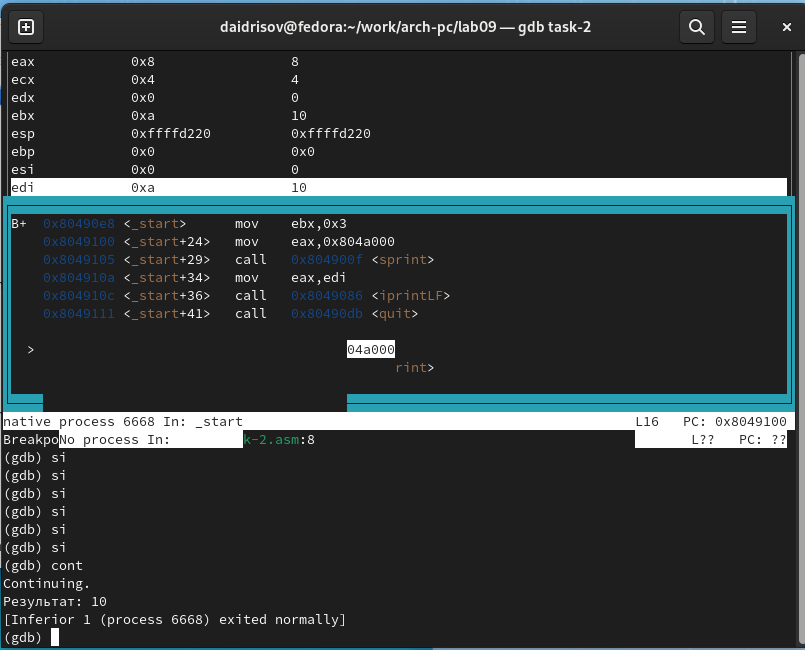 daidrisov@fedora:~/work/arch-pc/lab09 — gdb task-2
eax 0x8 8
ecx 0x4 4
edx 0x0 0
ebx 0xa 10
esp 0xffffd220 0xffffd220
ebp 0x0 0x0
esi 0x0 0
edi 0xa 10
B+ 0x80490e8 <_start> mov ebx,0x3
0x8049100 <_start+24> mov eax,0x804a000
0x8049105 <_start+29> call 0x804900f <sprint>
0x804910a <_start+34> mov eax,edi
0x804910c <_start+36> call 0x8049086 <iprintLF>
0x8049111 <_start+41> call 0x80490db <quit>
> 04a000
rint>
native process 6668 In: _start L16 PC: 0x8049100
BreakpoNo process In: k-2.asm:8 L?? PC: ??
(gdb) si
(gdb) si
(gdb) si
(gdb) si
(gdb) si
(gdb) si
(gdb) cont
Continuing.
Результат: 10
[Inferior 1 (process 6668) exited normally]
(gdb)